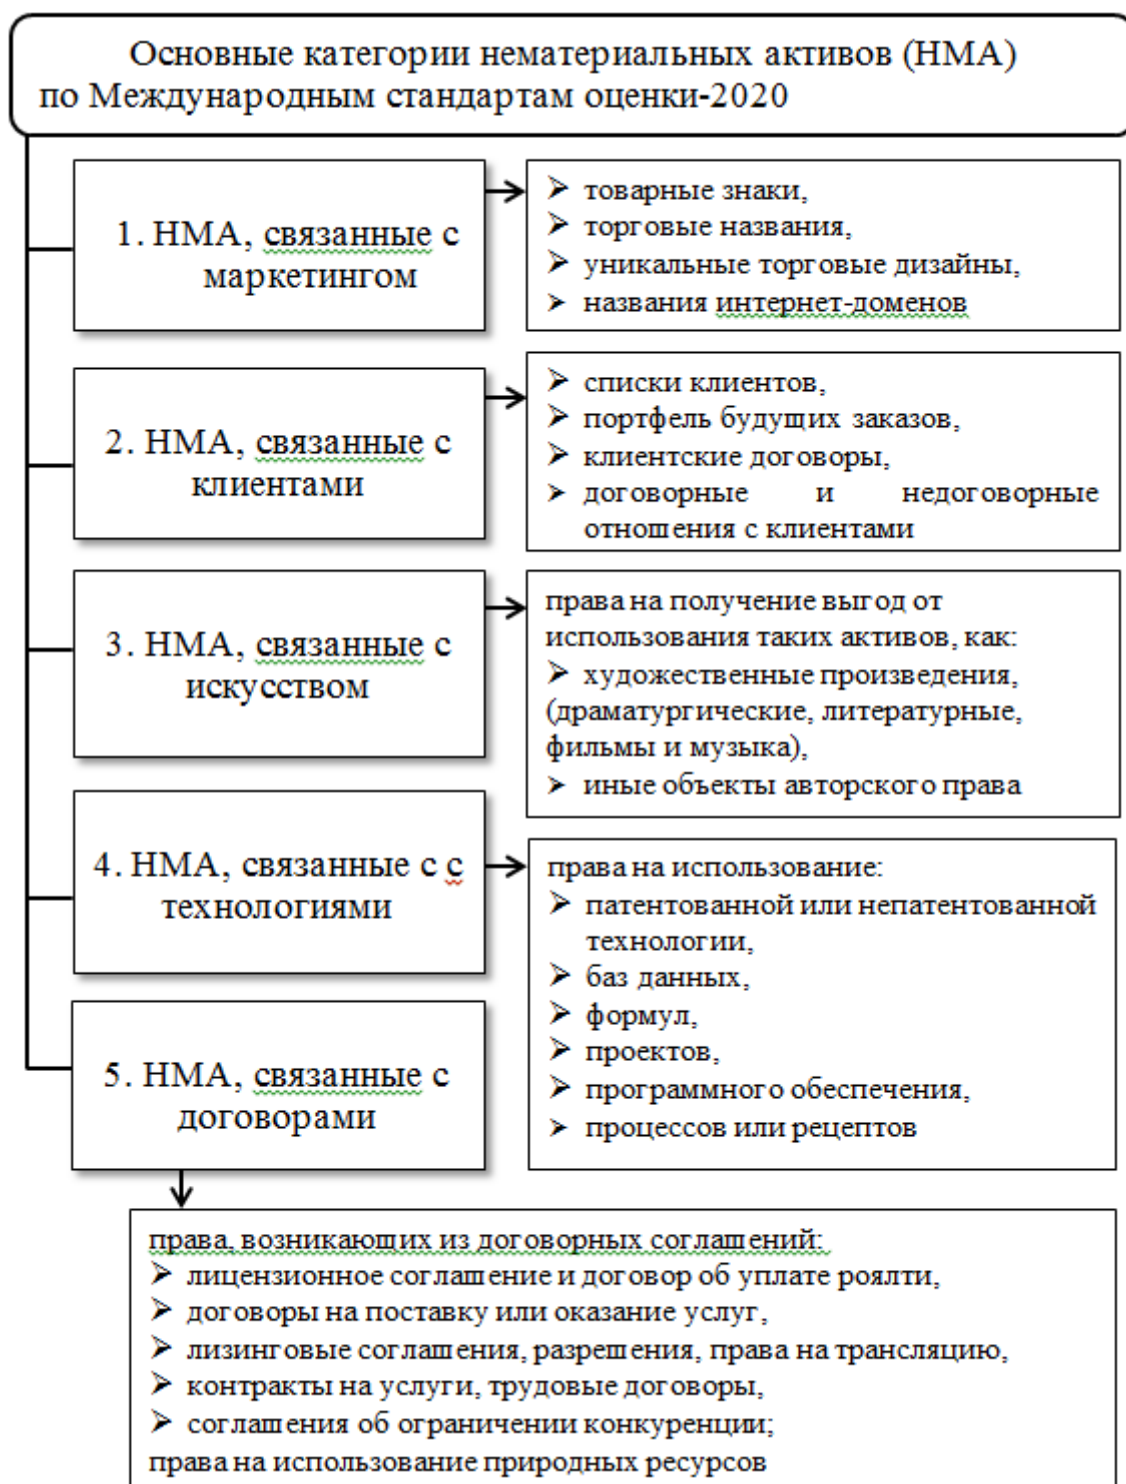 Основные категории нематериальных активов (НМА)
по Международным стандартам оценки-2020
1. НМА, связанные с
маркетингом
➤ товарные знаки,
➤ торговые названия,
➤ уникальные торговые дизайны,
➤ названия интернет-доменов
2. НМА, связанные с
клиентами
➤ списки клиентов,
➤ портфель будущих заказов,
➤ клиентские договоры,
➤ договорные и недоговорные
отношения с клиентами
3. НМА, связанные с
искусством
права на получение выгод от
использования таких активов, как:
➤ художественные произведения,
(драматургические, литературные,
фильмы и музыка),
➤ иные объекты авторского права
4. НМА, связанные с с
технологиями
права на использование:
➤ патентованной или непатентованной
технологии,
➤ баз данных,
➤ формул,
➤ проектов,
➤ программного обеспечения,
➤ процессов или рецептов
5. НМА, связанные с
договорами
права, возникающих из договорных соглашений:
➤ лицензионное соглашение и договор об уплате роялти,
➤ договоры на поставку или оказание услуг,
➤ лизинговые соглашения, разрешения, права на трансляцию,
➤ контракты на услуги, трудовые договоры,
➤ соглашения об ограничении конкуренции;
права на использование природных ресурсов